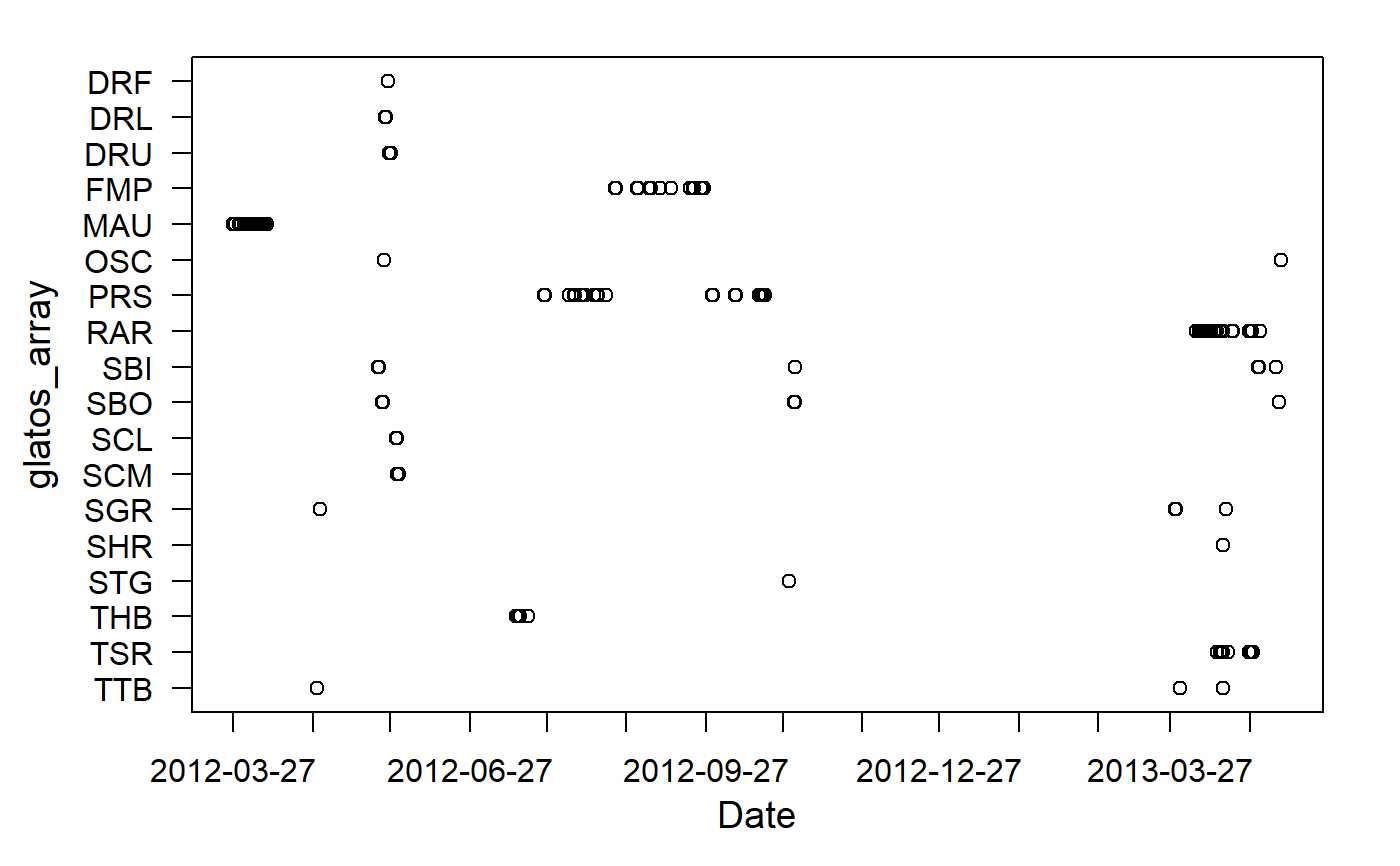 DRF
DRL
DRU
FMP
MAU
OSC
PRS
RAR
SBI
SBO
SCL
SCM
SGR
SHR
STG
THB
TSR
TTB
glatos_array
2012-03-27 2012-06-27 2012-09-27 2012-12-27 2013-03-27
Date